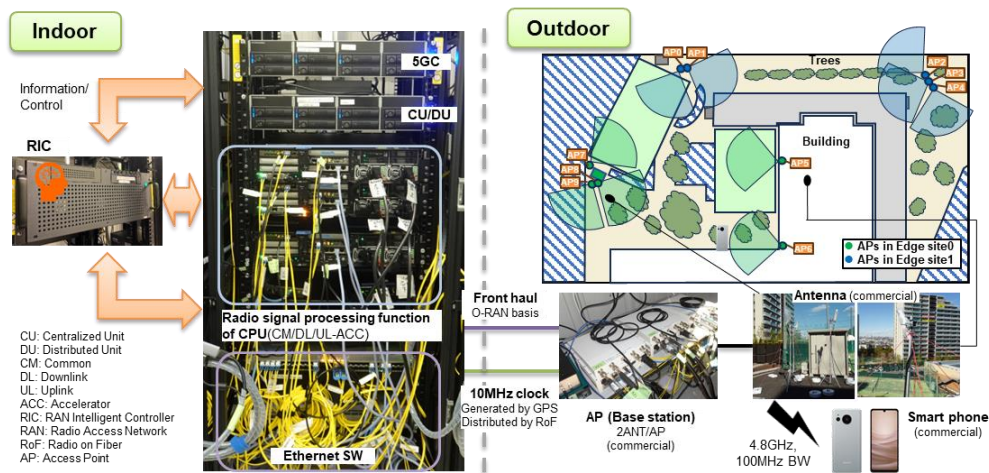 Indoor
Information/
Control
RIC
5GC
CU/DU
Radio signal processing function
of CPU(CM/DL/UL-ACC)
Ethernet SW
CU: Centralized Unit
DU: Distributed Unit
CM: Common
DL: Downlink
UL: Uplink
ACC: Accelerator
RIC: RAN Intelligent Controller
RAN: Radio Access Network
RoF: Radio on Fiber
AP: Access Point
Outdoor
AP0
AP1
Trees
AP2
AP3
AP4
Building
AP7
AP5
AP6
APs in Edge site0
APs in Edge site1
Front haul
O-RAN basis
10MHz clock
Generated by GPS
Distributed by RoF
AP (Base station)
2ANT/AP
(commercial)
Antenna (commercial)
4.8GHz,
100MHz BW
Smart phone
(commercial)